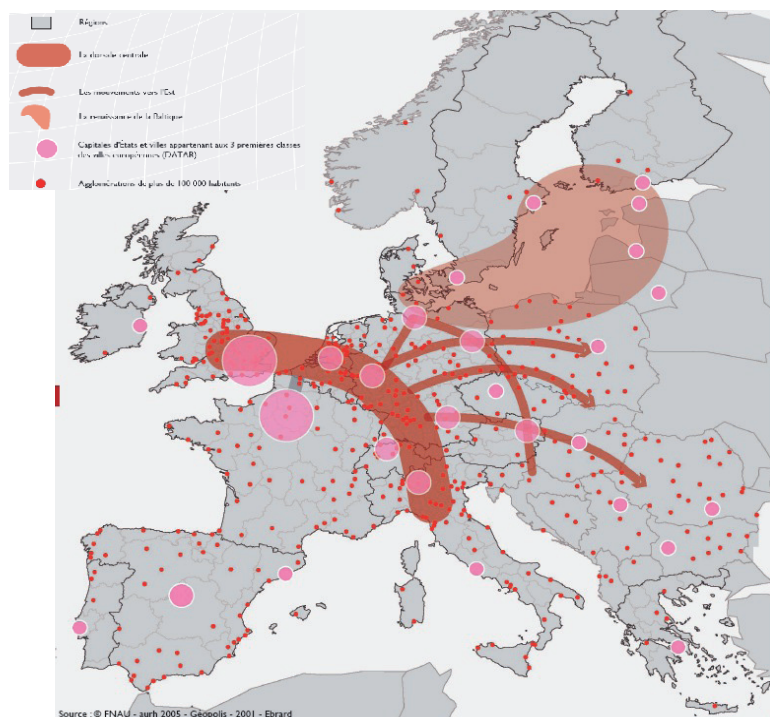 Régions
La dorsale centrale
Les mouvements vers l'Est
La renaissance de la Baltique
Capitales d'États et villes appartenant aux 3 premières classes
des villes européennes (DATAR)
Agglomérations de plus de 100 000 habitants
Source : © FNAU - aurh 2005 - Géopolis - 2001 - Ebrard